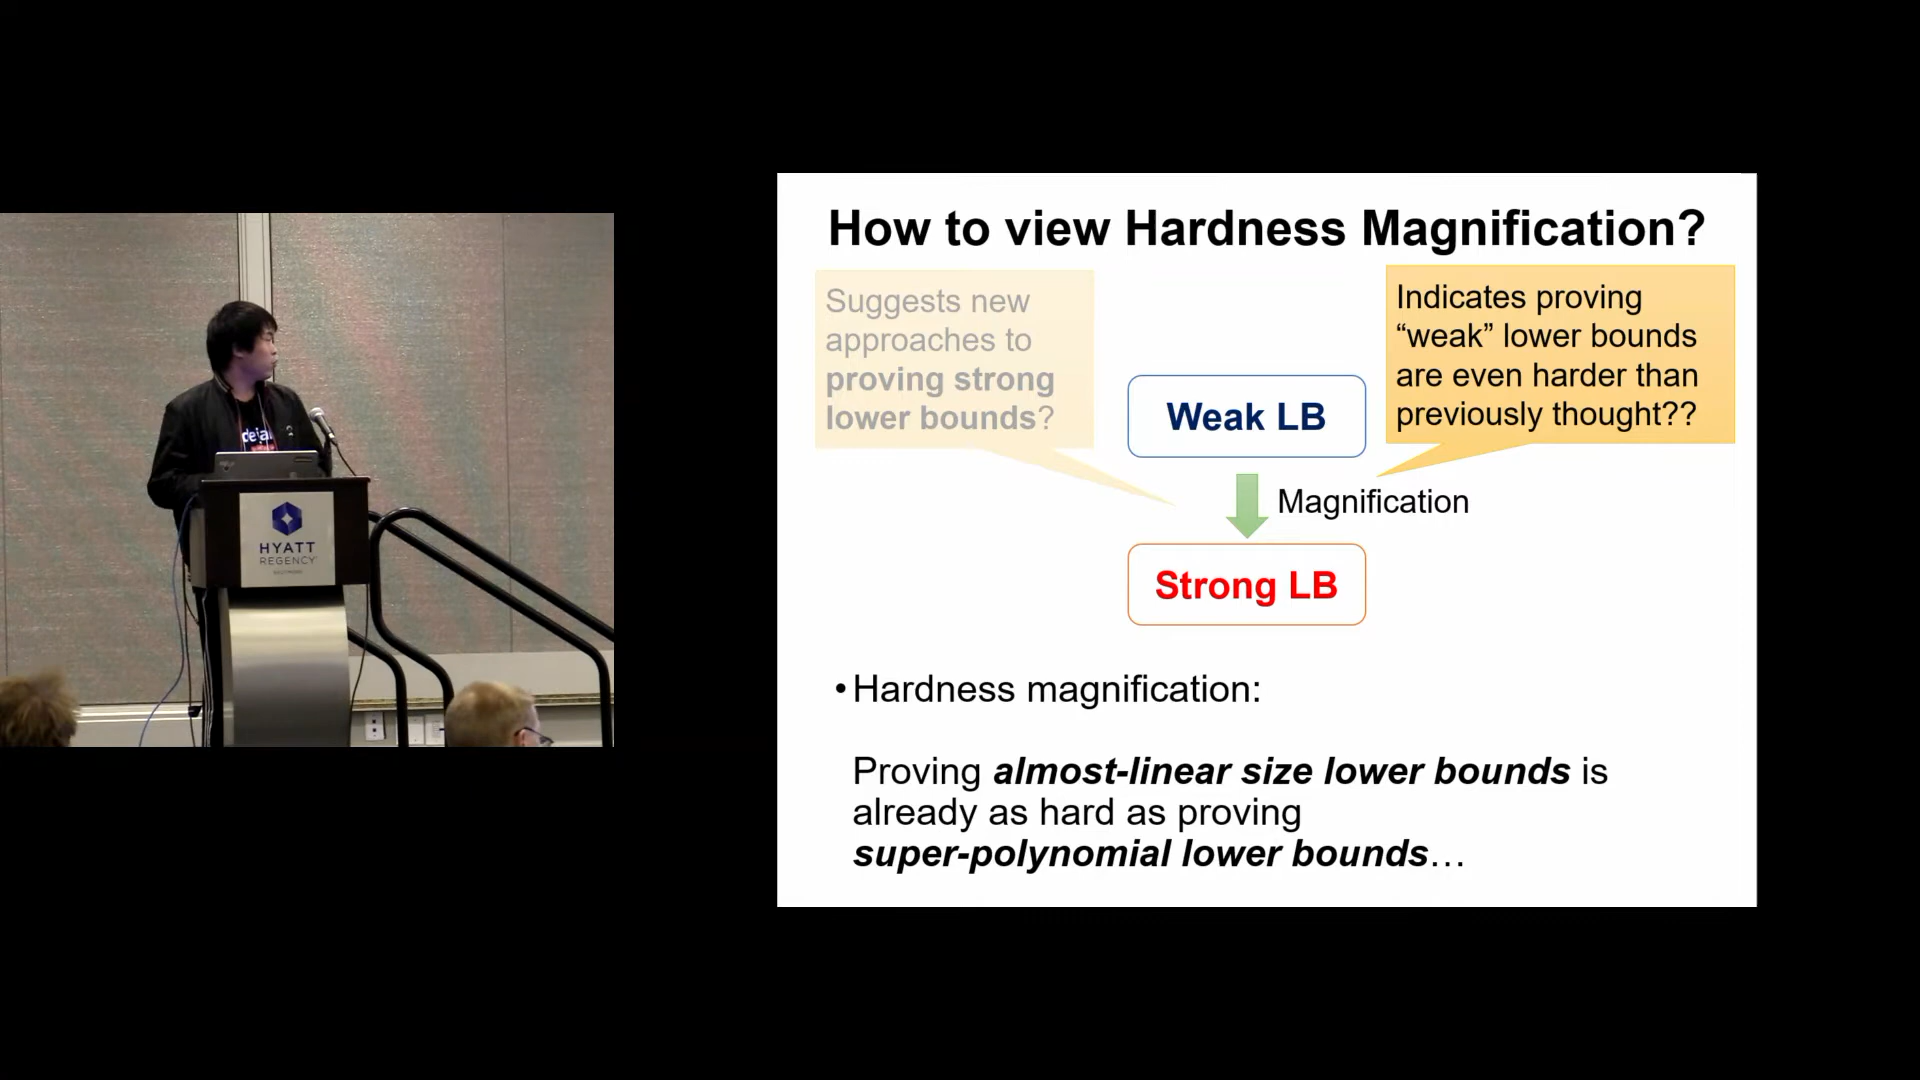 How to view Hardness Magnification?
Suggests new
approaches to
proving strong
lower bounds?
Indicates proving
“weak” lower bounds
are even harder than
previously thought??
Weak LB
Magnification
Strong LB
• Hardness magnification:
Proving almost-linear size lower bounds is
already as hard as proving
super-polynomial lower bounds…
HYATT
REGENCY